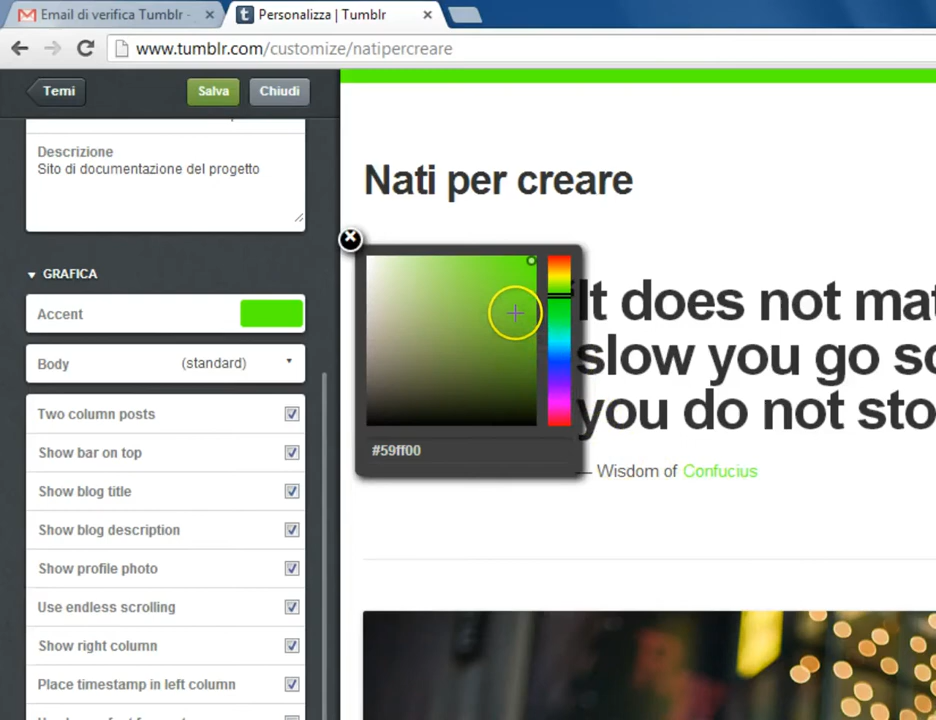 Email di verifica Tumblr -
Personalizza | Tumblr
www.tumblr.com/customize/natipercreare
Temi
Salva
Chiudi
Descrizione
Sito di documentazione del progetto
GRAFICA
Accent
Body
(standard)
Two column posts
Show bar on top
Show blog title
Show blog description
Show profile photo
Use endless scrolling
Show right column
Place timestamp in left column
Nati per creare
#59ff00
It does not mat
slow you go so
you do not sto
— Wisdom of Confucius